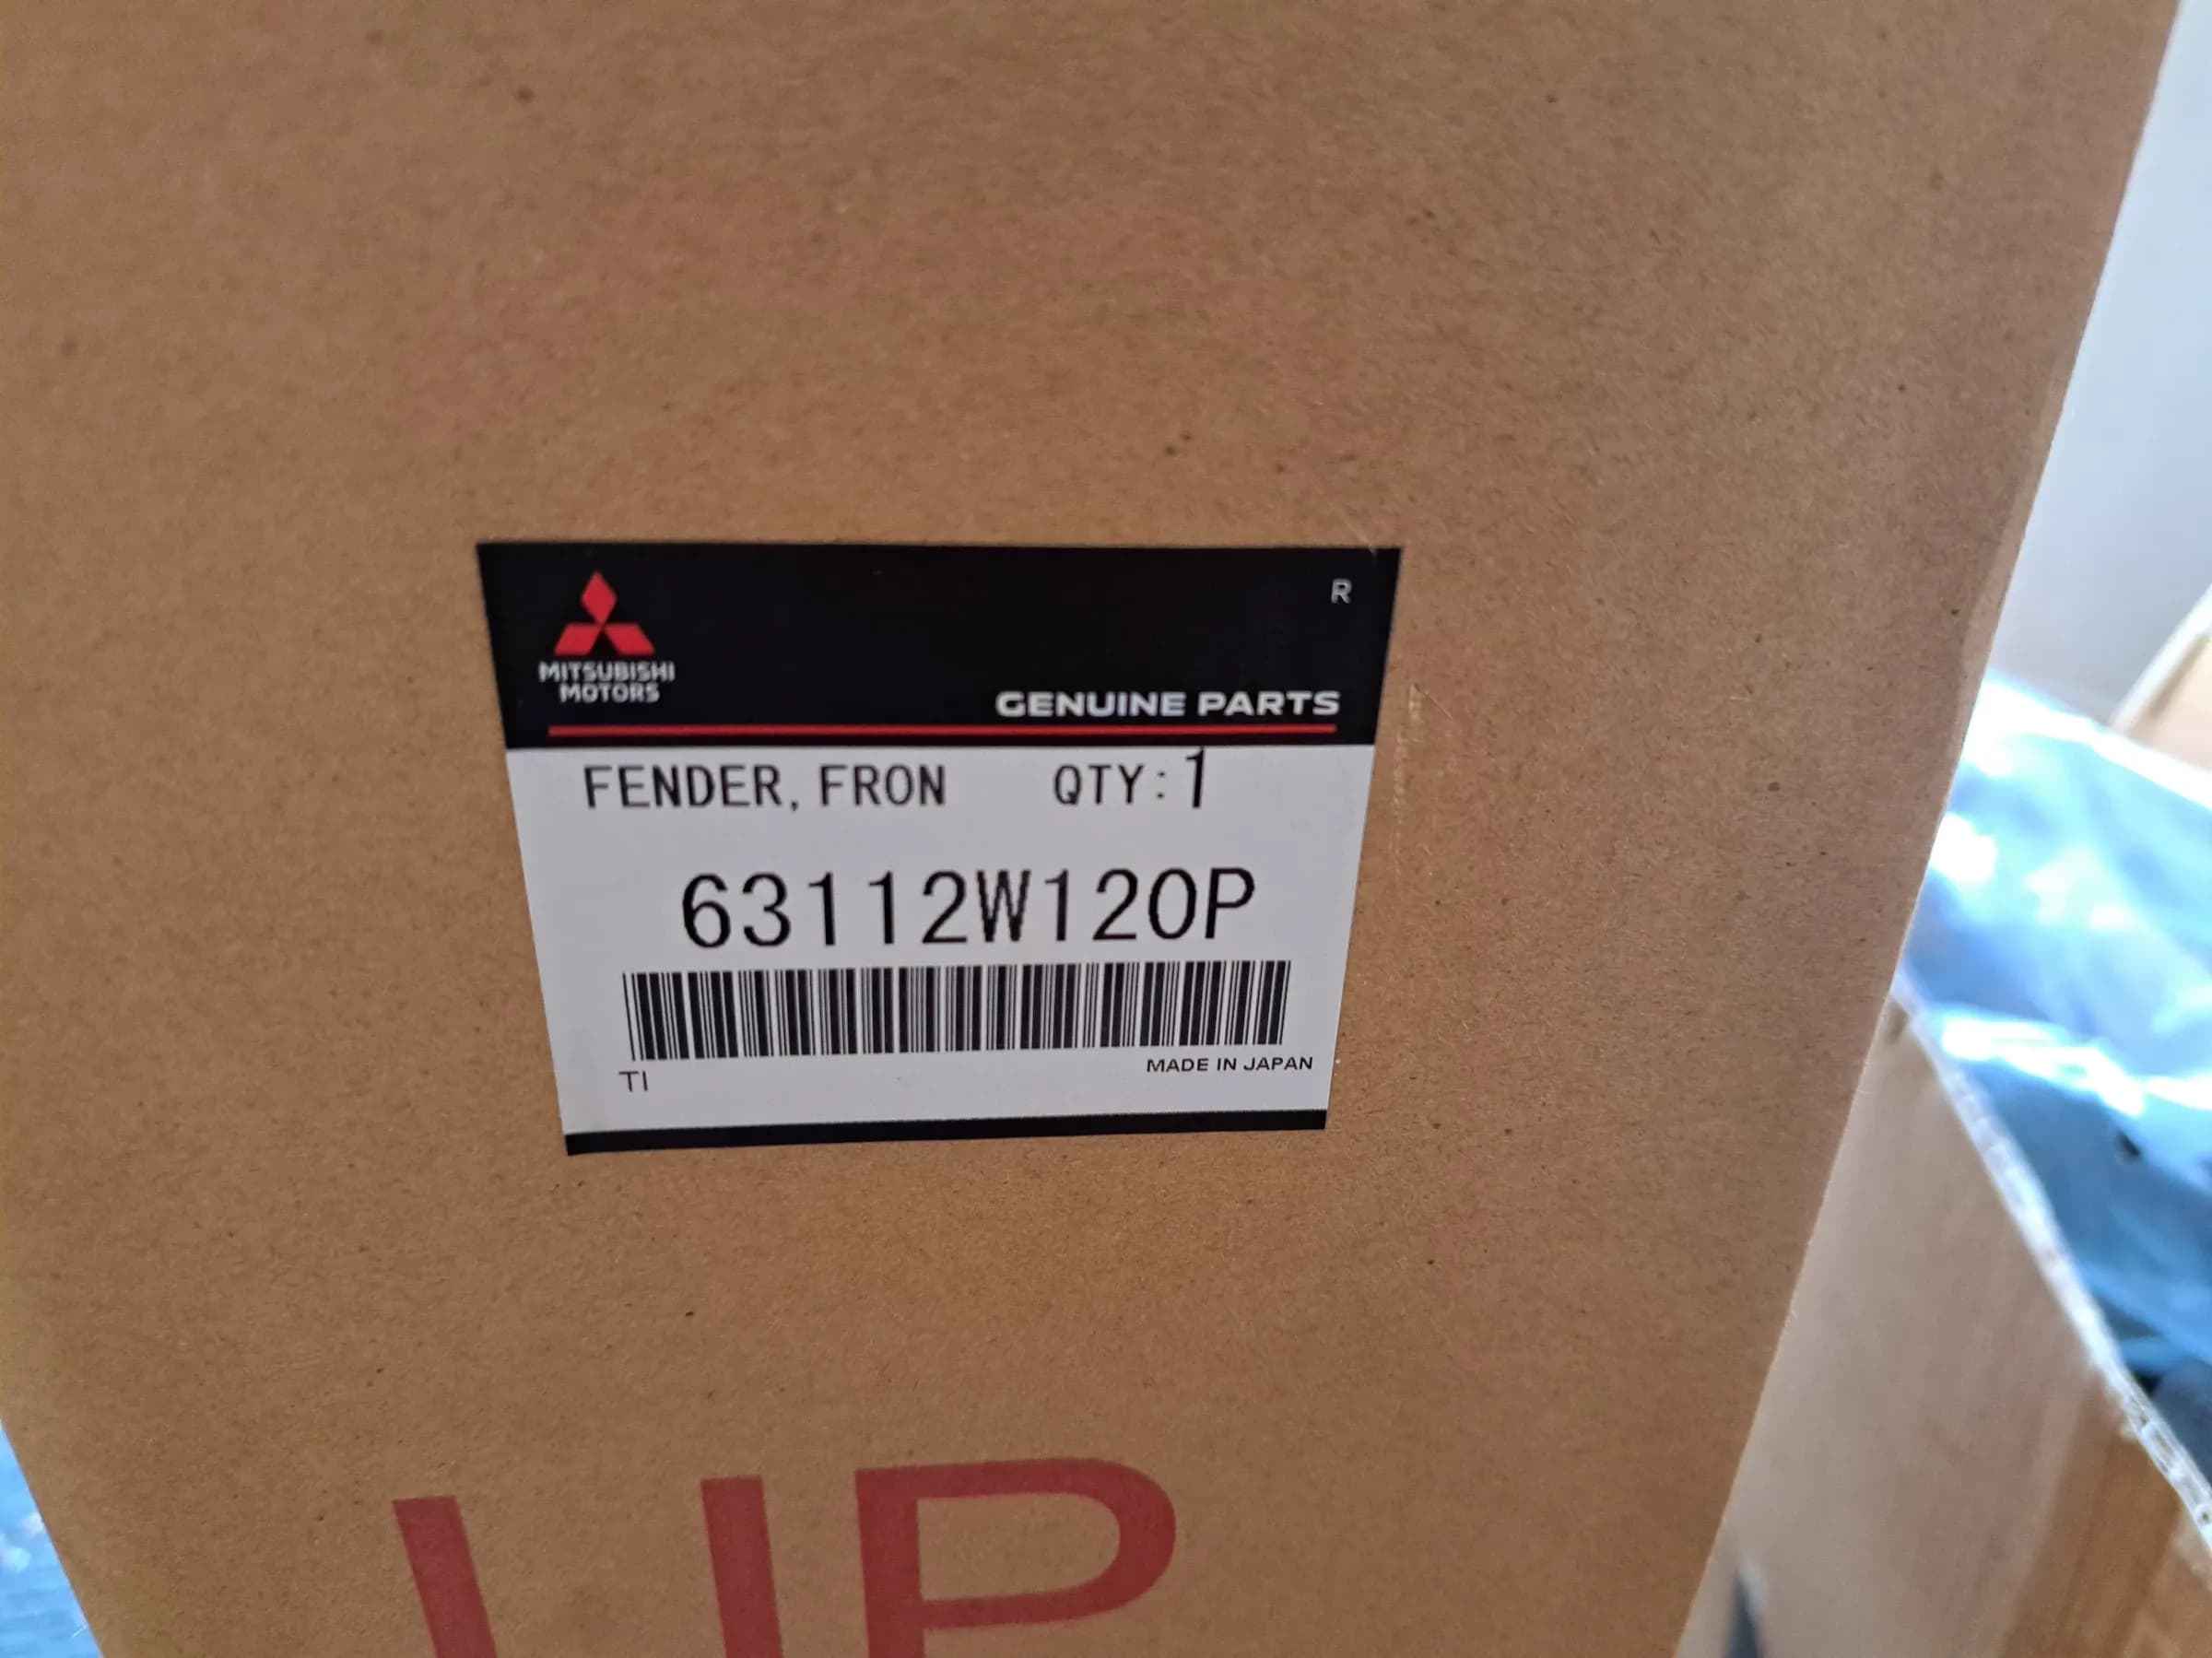 R
MITSUBISHI
MOTORS
GENUINE PARTS
FENDER, FRON QTY:1
63112W120P
TI
MADE IN JAPAN
UP